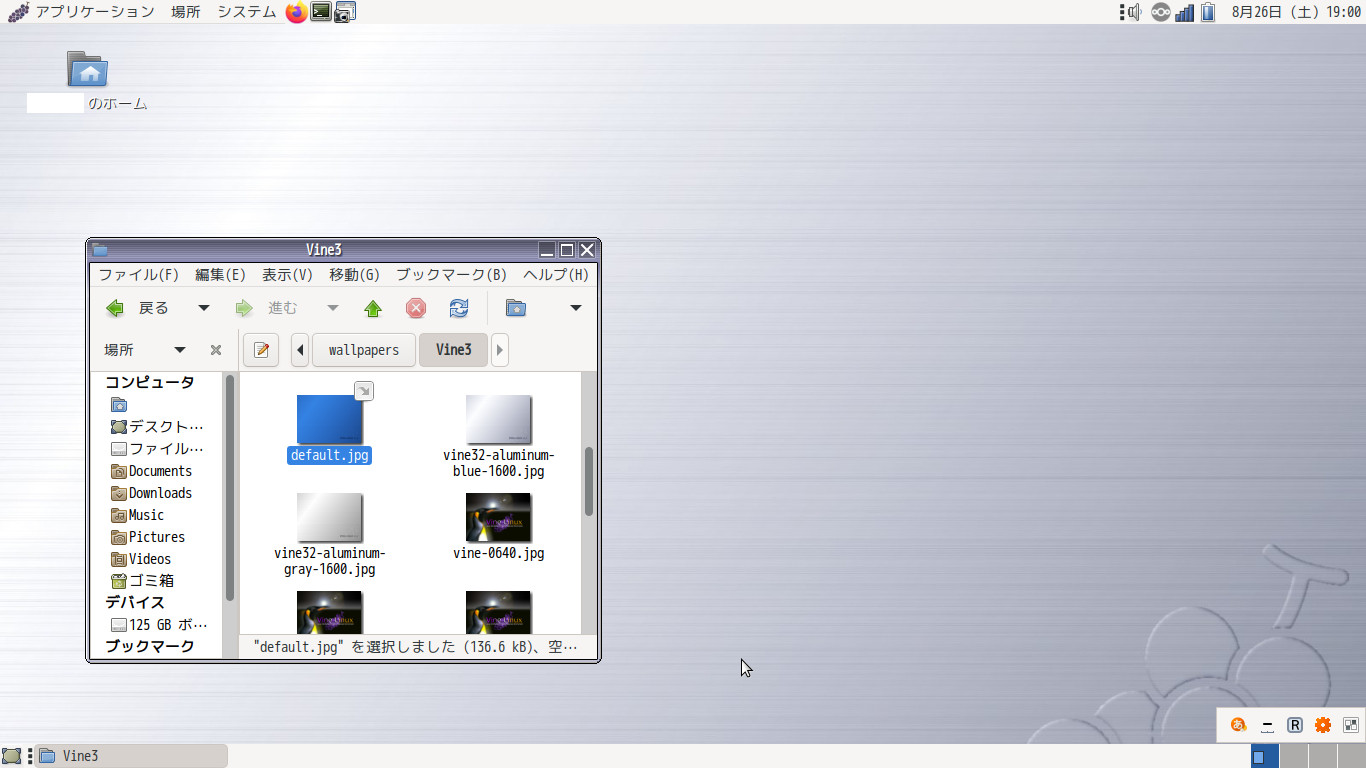 アプリケーション 場所 システム 8月26日 (土) 19:00
のホーム
Vine3
ファイル(F) 編集(E) 表示(V) 移動(G) ブックマーク(B) ヘルプ(H)
戻る 進む
場所 wallpapers Vine3
コンピュータ
デスクト…
ファイル…
Documents
Downloads
Music
Pictures
Videos
ゴミ箱
デバイス
125 GB ボ…
ブックマーク
default.jpg
vine32-aluminum-
blue-1600.jpg
vine32-aluminum-
gray-1600.jpg
vine-0640.jpg
"default.jpg" を選択しました (136.6 kB)、空…
あ R
Vine3